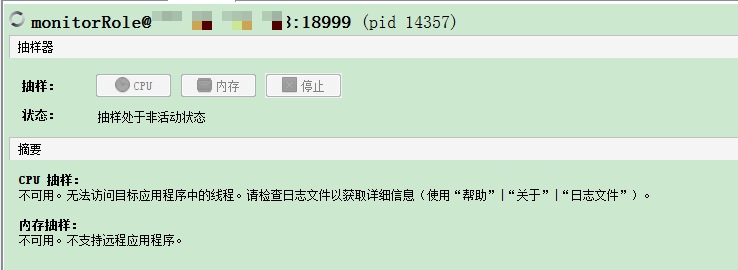 monitorRole@ 3:18999 (pid 14357)
抽样器
抽样: CPU 内存 停止
状态: 抽样处于非活动状态
摘要
CPU 抽样:
不可用。无法访问目标应用程序中的线程。请检查日志文件以获取详细信息（使用“帮助”|“关于”|“日志文件”）。
内存抽样:
不可用。不支持远程应用程序。